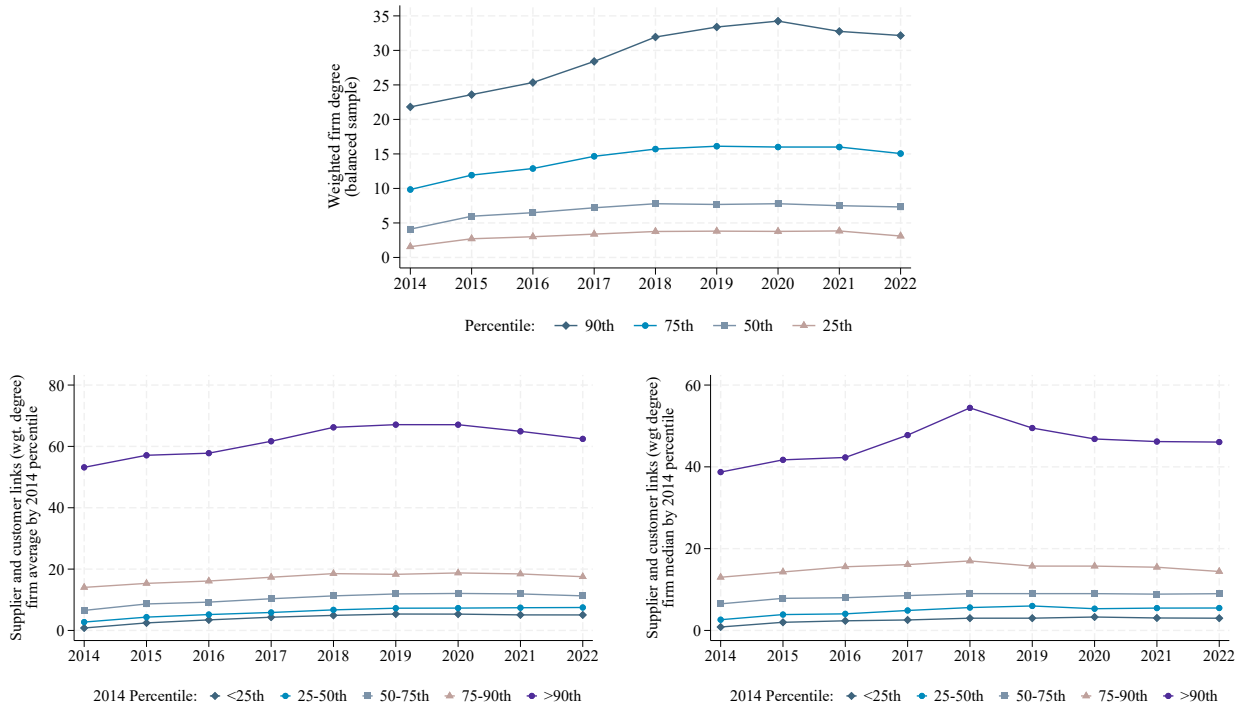 Weighted firm degree
(balanced sample)
35
30
25
20
15
10
5
0
2014 2015 2016 2017 2018 2019 2020 2021 2022
Percentile: 90th 75th 50th 25th
Supplier and customer links (wgt. degree)
firm average by 2014 percentile
80
60
40
20
0
2014 2015 2016 2017 2018 2019 2020 2021 2022
2014 Percentile: <25th 25-50th 50-75th 75-90th >90th
Supplier and customer links (wgt degree)
firm median by 2014 percentile
60
40
20
0
2014 2015 2016 2017 2018 2019 2020 2021 2022
2014 Percentile: <25th 25-50th 50-75th 75-90th >90th